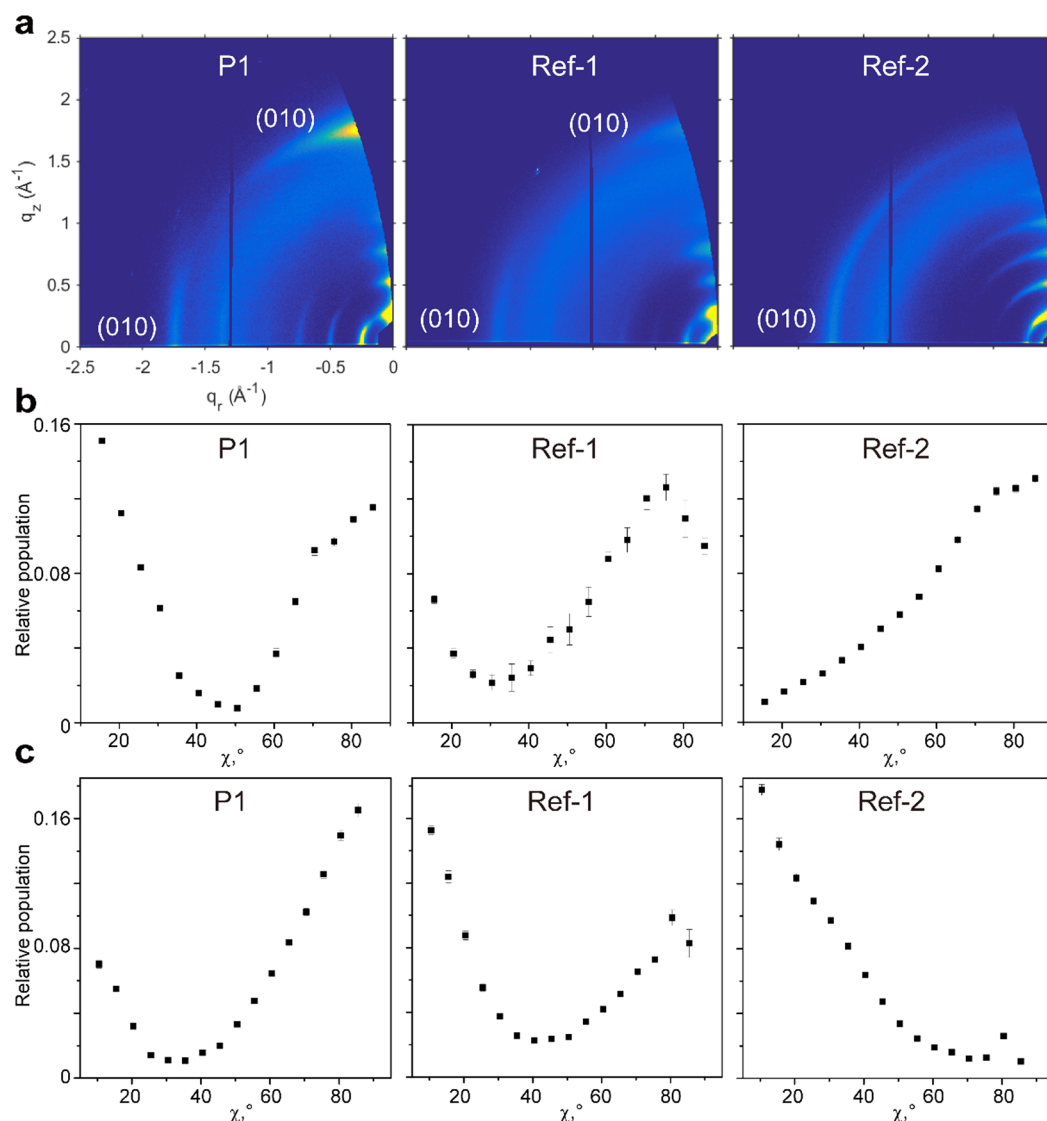 a
P1
Ref-1
Ref-2
2.5
2
1.5
1
0.5
0
q_z (Å⁻¹)
(010)
(010)
(010)
(010)
(010)
-2.5
-2
-1.5
-1
-0.5
0
q_r (Å⁻¹)
b
P1
Ref-1
Ref-2
0.16
0.08
0
Relative population
20 40 60 80
20 40 60 80
20 40 60 80
χ,°
χ,°
χ,°
c
P1
Ref-1
Ref-2
0.16
0.08
0
Relative population
20 40 60 80
20 40 60 80
20 40 60 80
χ,°
χ,°
χ,°